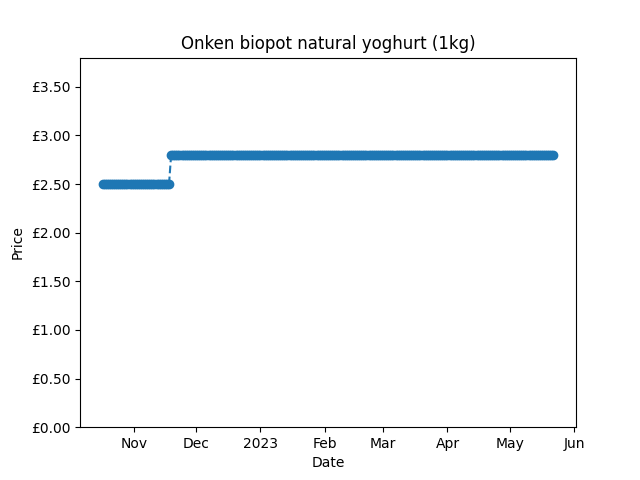 Onken biopot natural yoghurt (1kg)
£3.50
£3.00
£2.50
£2.00
£1.50
£1.00
£0.50
£0.00
Price
Nov Dec 2023 Feb Mar Apr May Jun
Date